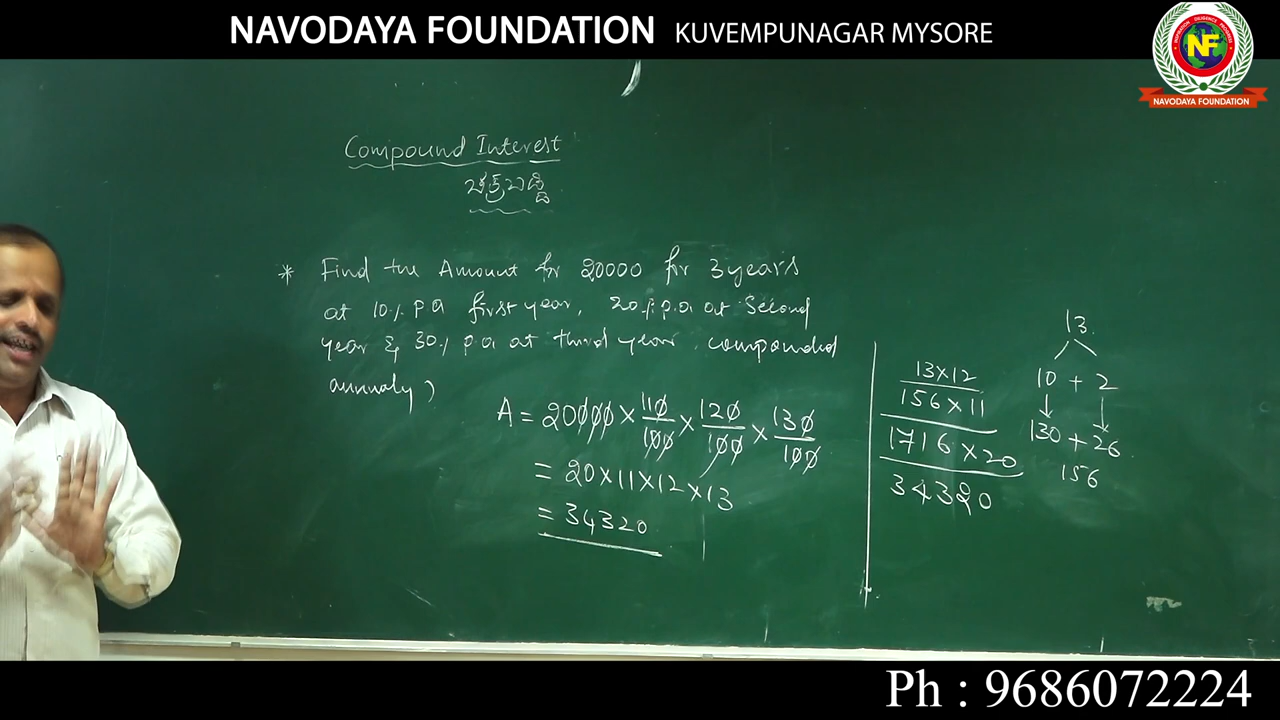 NAVODAYA FOUNDATION KUVEMPUNAGAR MYSORE
NF
NAVODAYA FOUNDATION
Compound Interest
ಚಕ್ರಬಡ್ಡಿ
* Find the Amount for 20000 for 3 years
at 10% p a first year, 20% p.a at Second
year & 30% p a at third year, compounded
annualy)
A = 20000 × 110/100 × 120/100 × 130/100
= 20×11×12×13
= 34320
13×12
156×11
1716×20
34320
13.
10 + 2
130 + 26
156
Ph : 9686072224